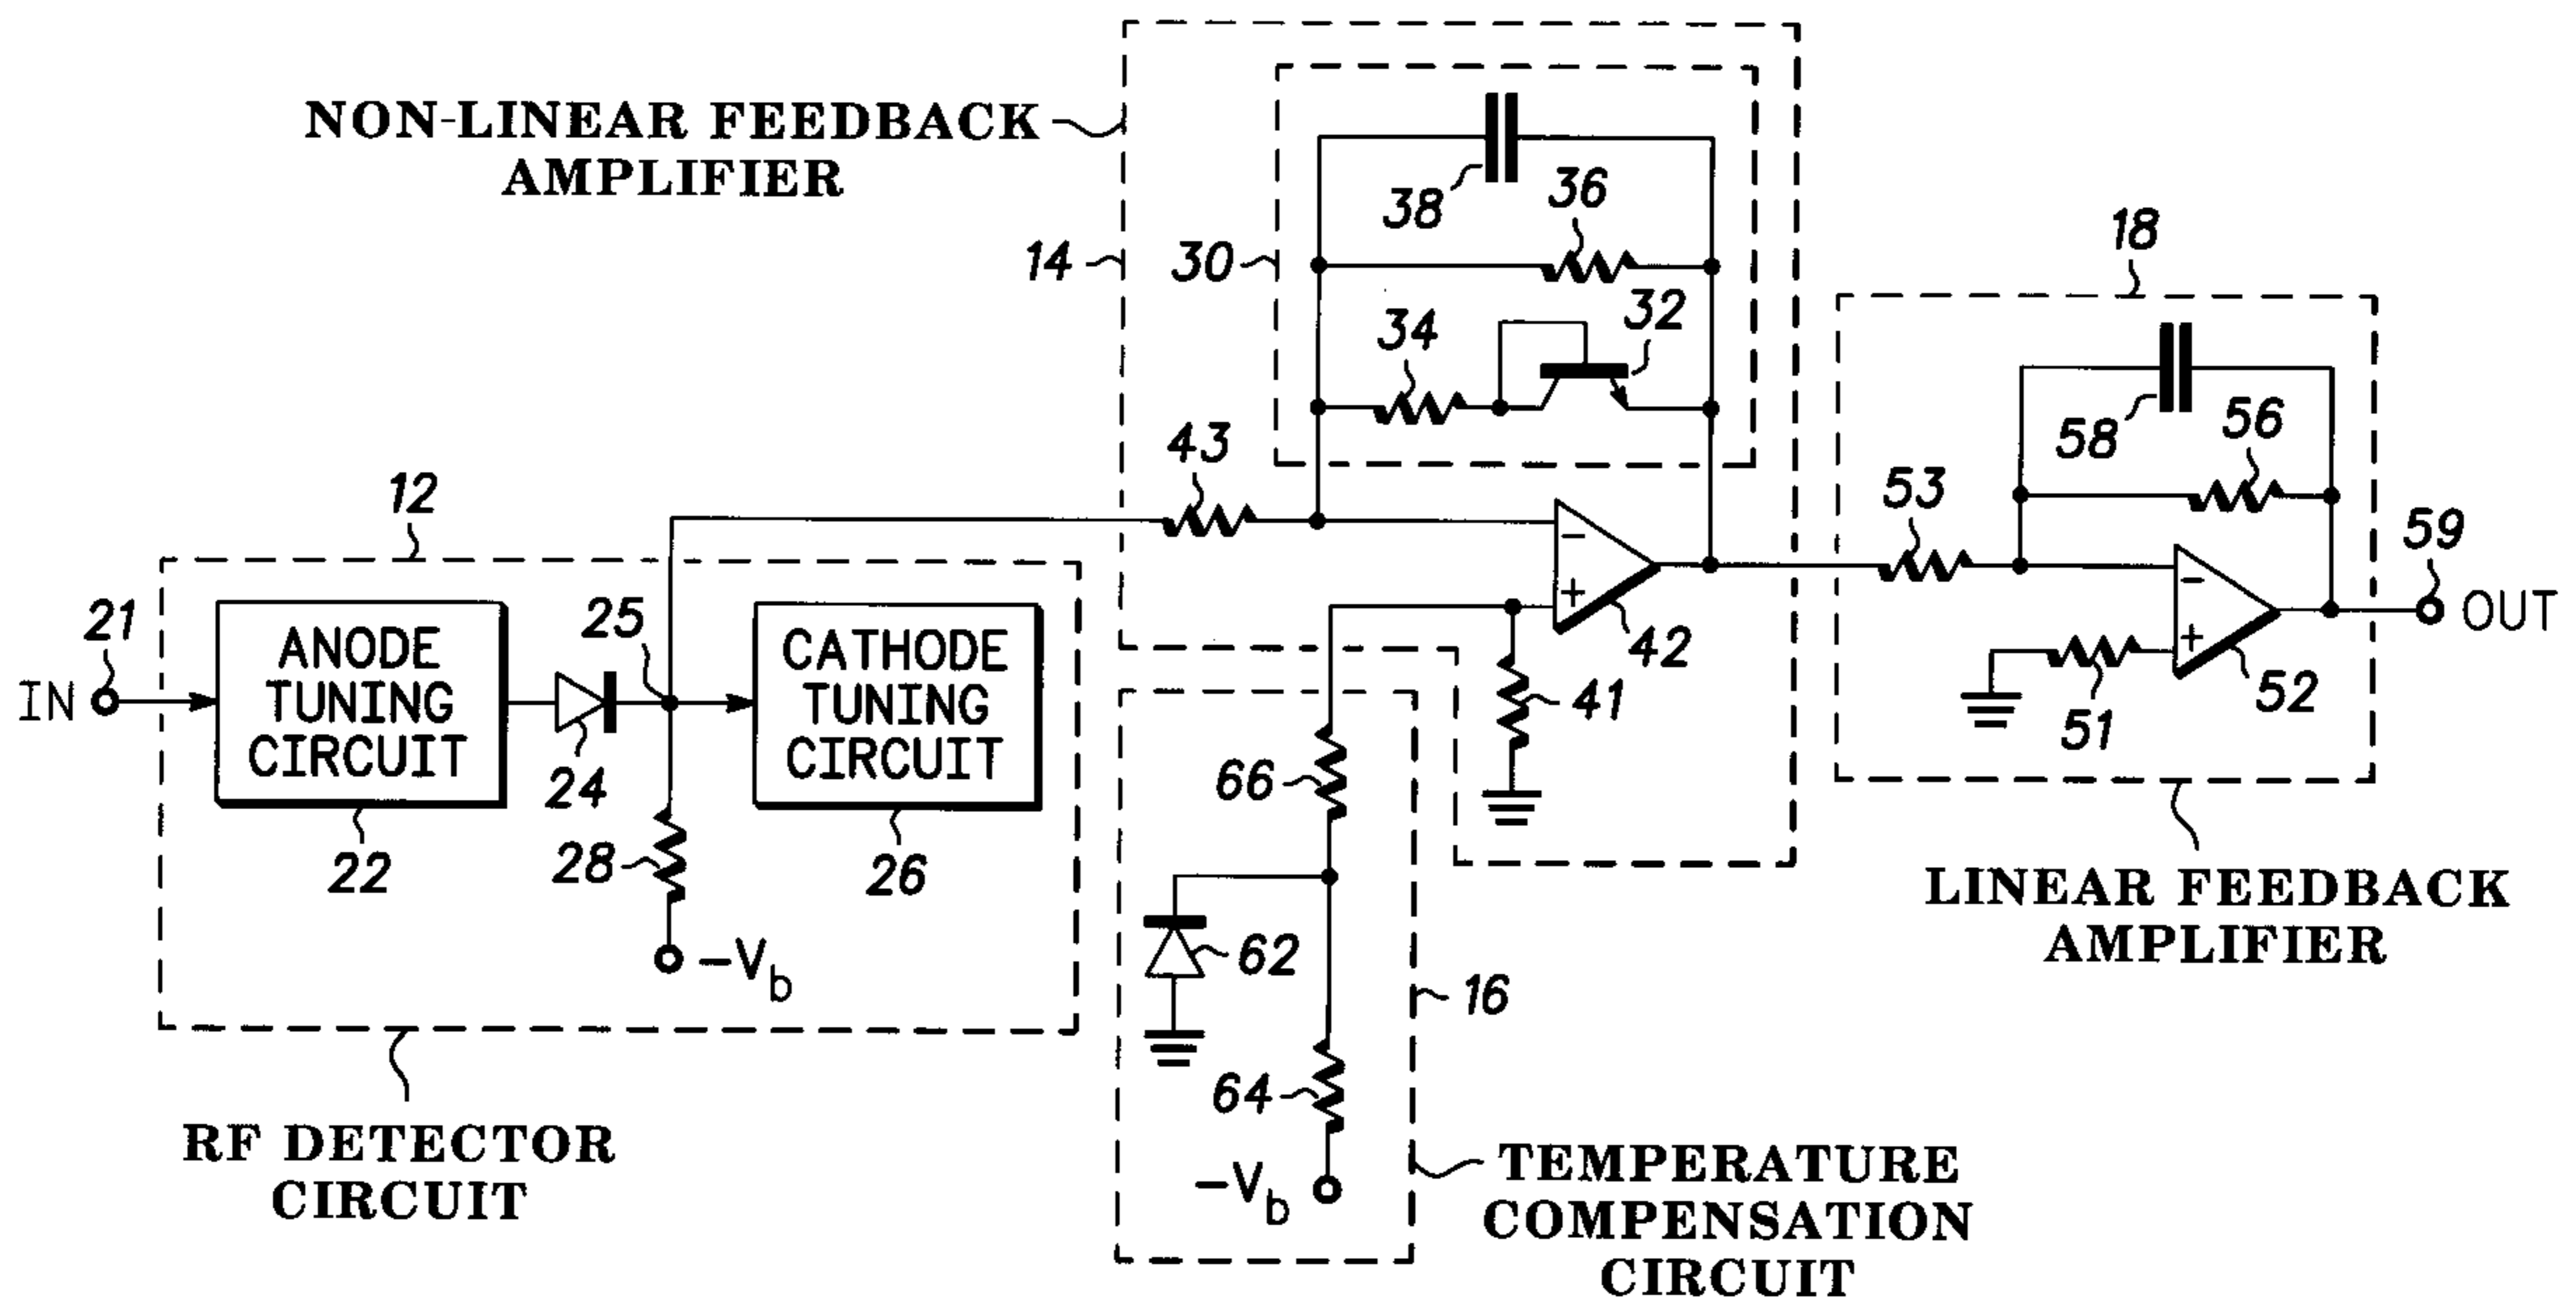 NON-LINEAR FEEDBACK
AMPLIFIER
14
30
38
36
34
32
43
42
41
18
58
56
53
59
OUT
52
51
LINEAR FEEDBACK
AMPLIFIER
12
21
IN
ANODE
TUNING
CIRCUIT
22
24
25
CATHODE
TUNING
CIRCUIT
26
28
−Vb
RF DETECTOR
CIRCUIT
66
62
16
64
−Vb
TEMPERATURE
COMPENSATION
CIRCUIT